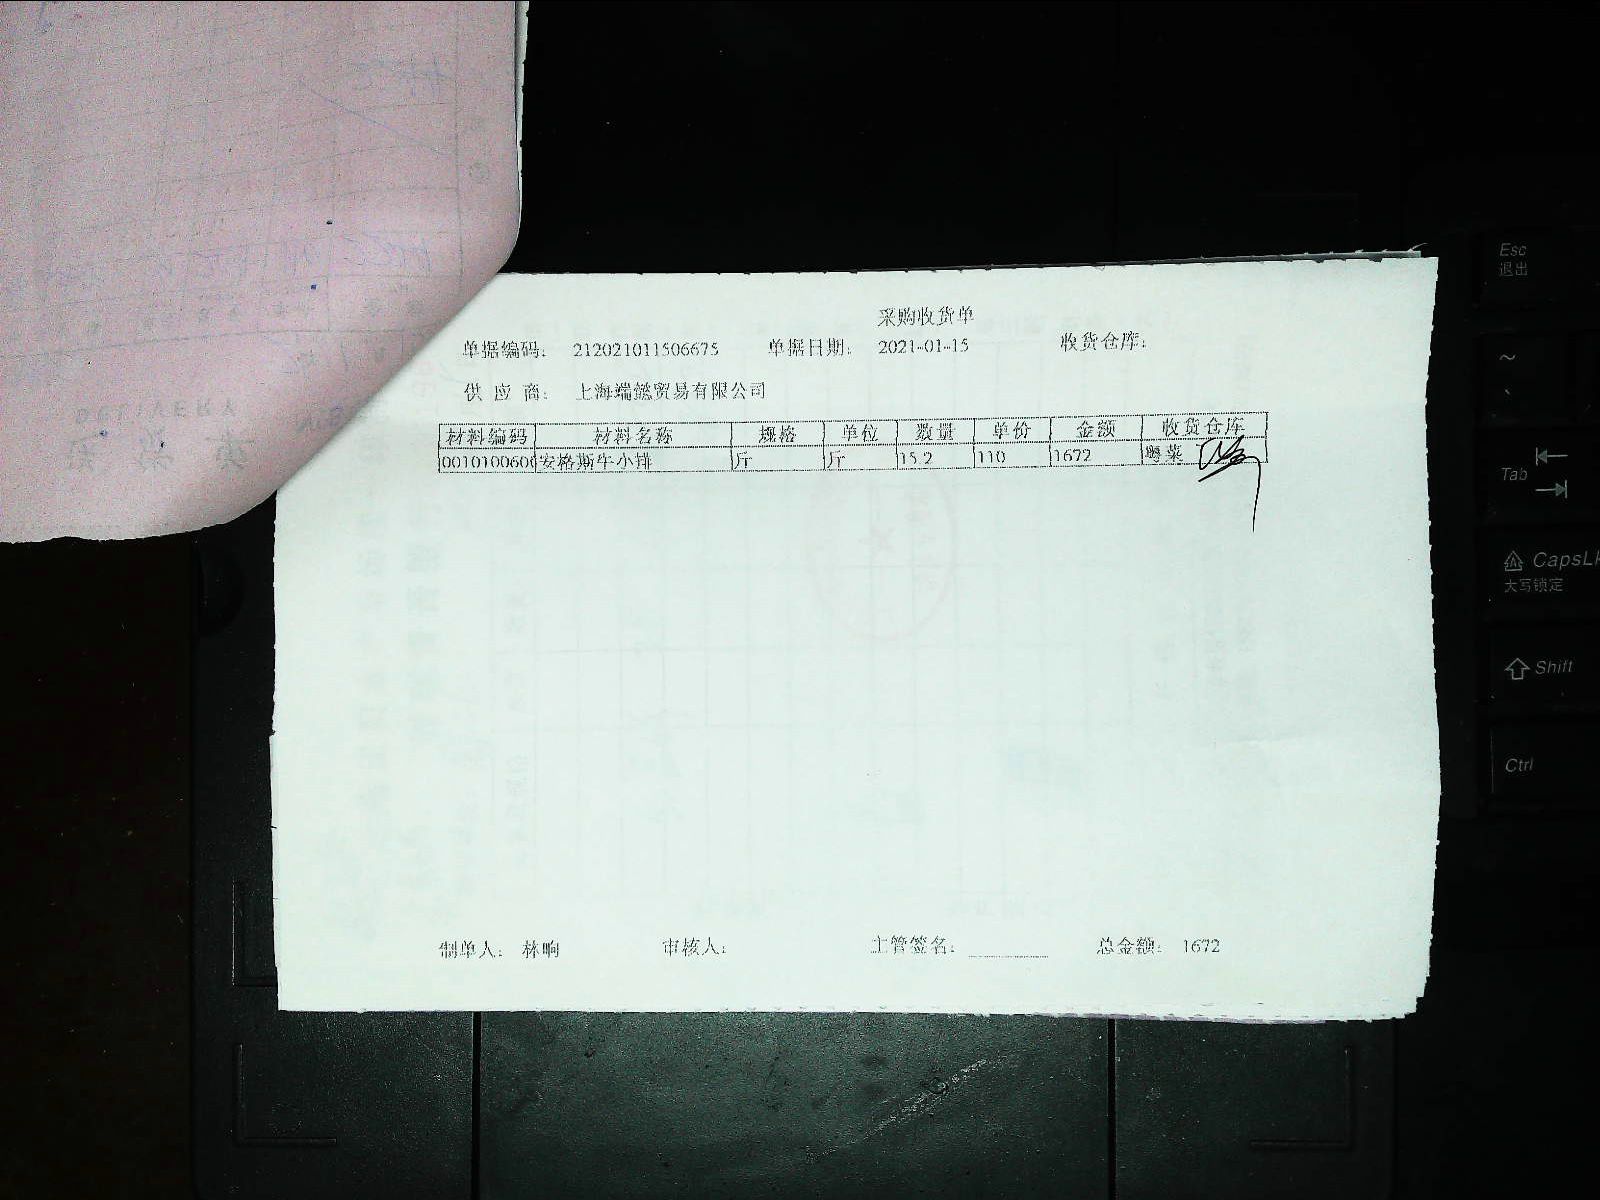 采购收货单
单据编码： 212021011506675 单据日期： 2021-01-15 收货仓库：
供 应 商： 上海端懿贸易有限公司
材料编码 材料名称 规格 单位 数量 单价 金额 收货仓库
0010100600 安格斯牛小排 斤 斤 15.2 110 1672 粤菜
制单人： 林晌 审核人： 主管签名： 总金额： 1672
Esc
退出
~
Tab
CapsL
大写锁定
Shift
Ctrl